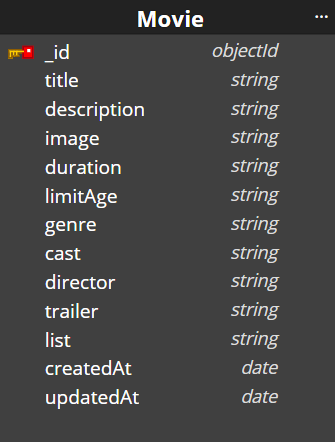 Movie ...
_id objectId
title string
description string
image string
duration string
limitAge string
genre string
cast string
director string
trailer string
list string
createdAt date
updatedAt date